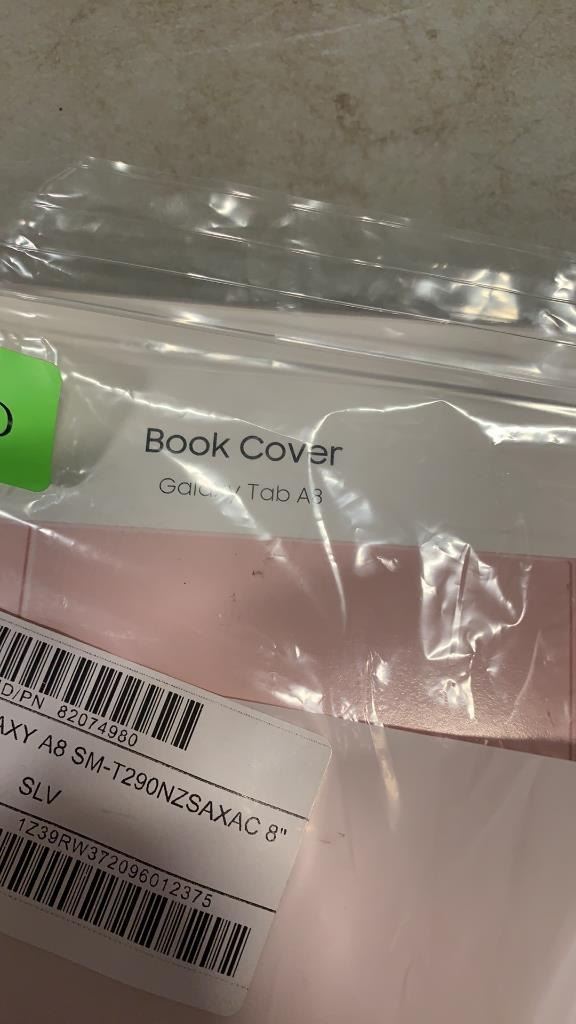 Book Cover
Tab A8
D/PN 82074980
AXY A8 SM-T290NZSAXAC 8"
SLV
1Z39RW372096012375